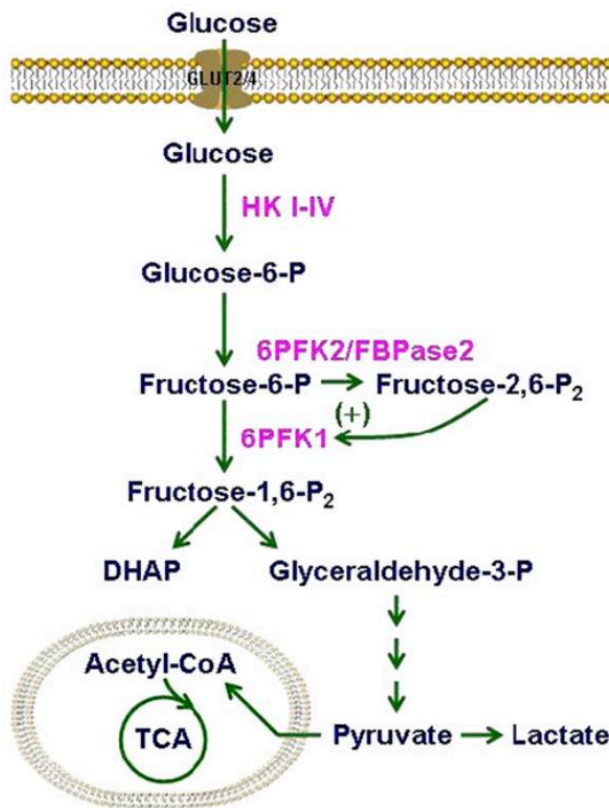 Glucose
GLUT2/4
Glucose
HK I-IV
Glucose-6-P
6PFK2/FBPase2
Fructose-6-P Fructose-2,6-P₂
(+)
6PFK1
Fructose-1,6-P₂
DHAP Glyceraldehyde-3-P
Acetyl-CoA
TCA Pyruvate Lactate